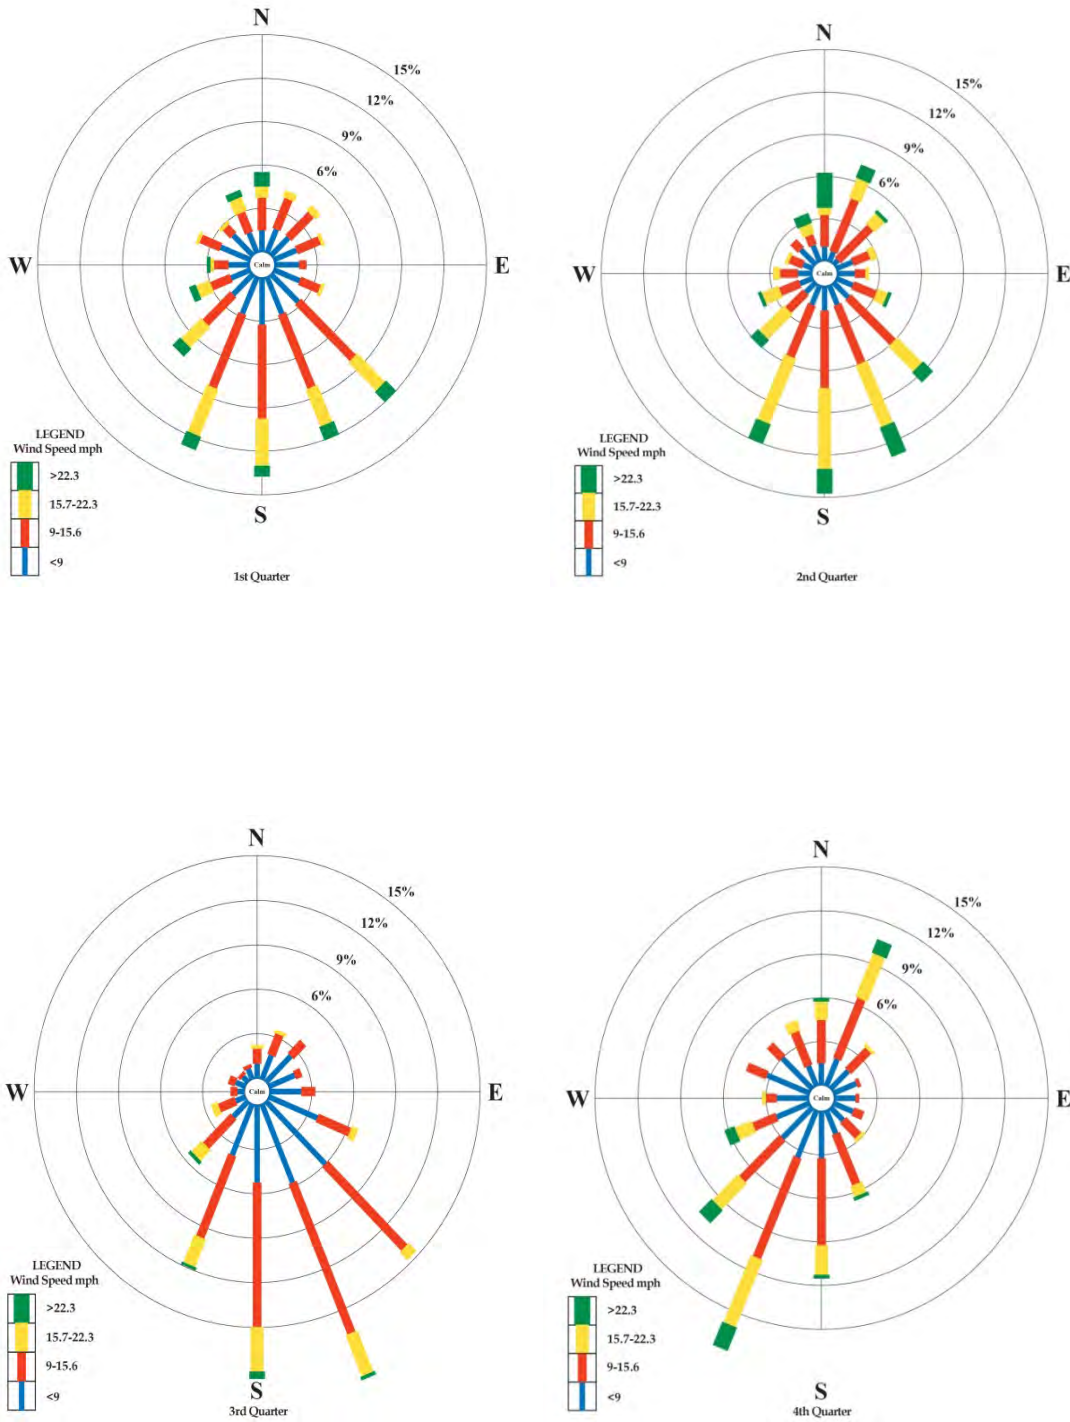 N
15%
12%
9%
6%
W
Calm
E
S
LEGEND
Wind Speed mph
>22.3
15.7-22.3
9-15.6
<9
1st Quarter
N
15%
12%
9%
6%
W
Calm
E
S
LEGEND
Wind Speed mph
>22.3
15.7-22.3
9-15.6
<9
2nd Quarter
N
15%
12%
9%
6%
W
Calm
E
LEGEND
Wind Speed mph
>22.3
15.7-22.3
9-15.6
<9
S
3rd Quarter
N
15%
12%
9%
6%
W
Calm
E
LEGEND
Wind Speed mph
>22.3
15.7-22.3
9-15.6
<9
S
4th Quarter